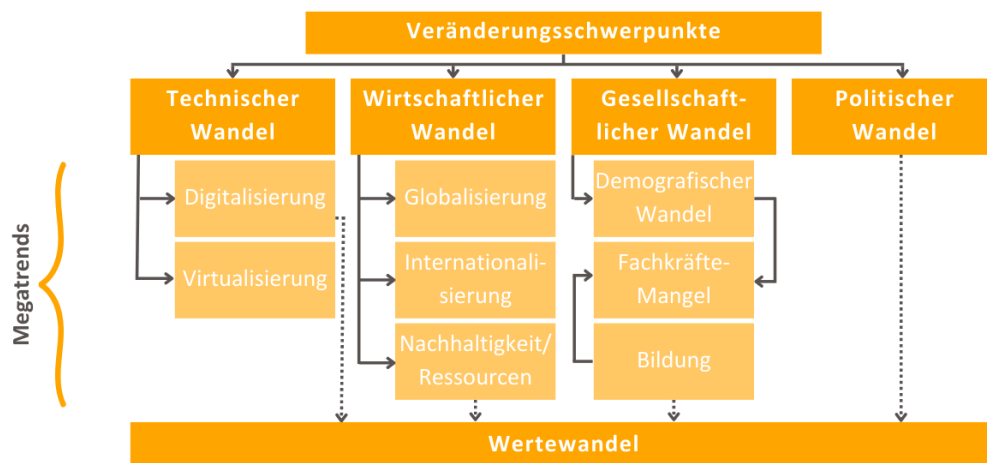 Veränderungsschwerpunkte
Technischer
Wandel
Wirtschaftlicher
Wandel
Gesellschaft-
licher Wandel
Politischer
Wandel
Megatrends
Digitalisierung
Virtualisierung
Globalisierung
Internationali-
sierung
Nachhaltigkeit/
Ressourcen
Demografischer
Wandel
Fachkräfte-
Mangel
Bildung
Wertewandel